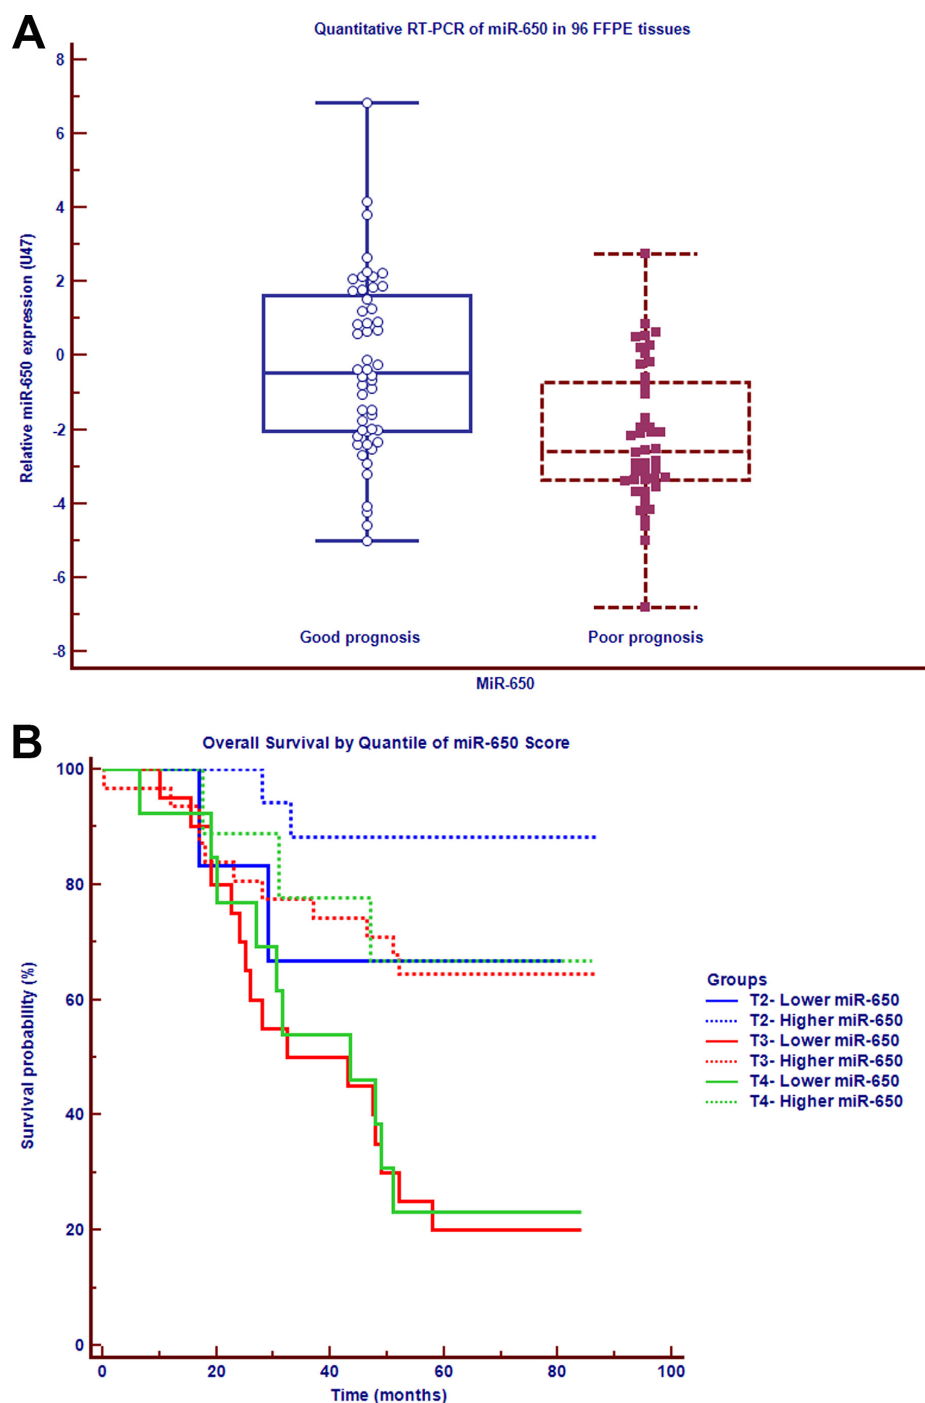 A
Quantitative RT-PCR of miR-650 in 96 FFPE tissues
Relative miR-650 expression (U47)
8
6
4
2
0
-2
-4
-6
-8
Good prognosis
Poor prognosis
MiR-650
B
Overall Survival by Quantile of miR-650 Score
Survival probability (%)
100
80
60
40
20
0
0 20 40 60 80 100
Time (months)
Groups
T2- Lower miR-650
T2- Higher miR-650
T3- Lower miR-650
T3- Higher miR-650
T4- Lower miR-650
T4- Higher miR-650